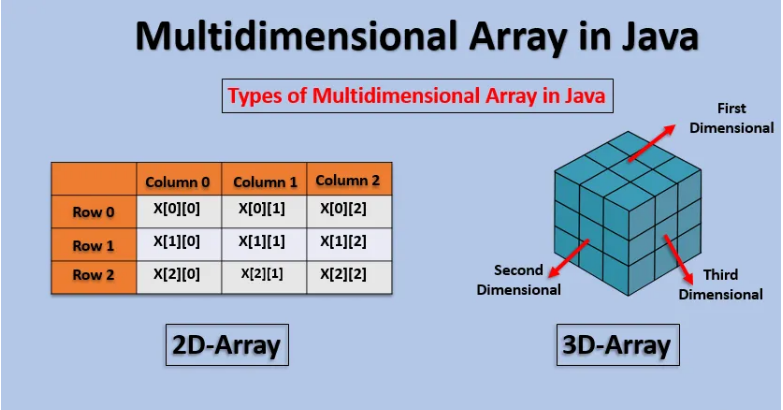 Multidimensional Array in Java
Types of Multidimensional Array in Java
Column 0 Column 1 Column 2
Row 0 X[0][0] X[0][1] X[0][2]
Row 1 X[1][0] X[1][1] X[1][2]
Row 2 X[2][0] X[2][1] X[2][2]
2D-Array
First
Dimensional
Second
Dimensional
Third
Dimensional
3D-Array